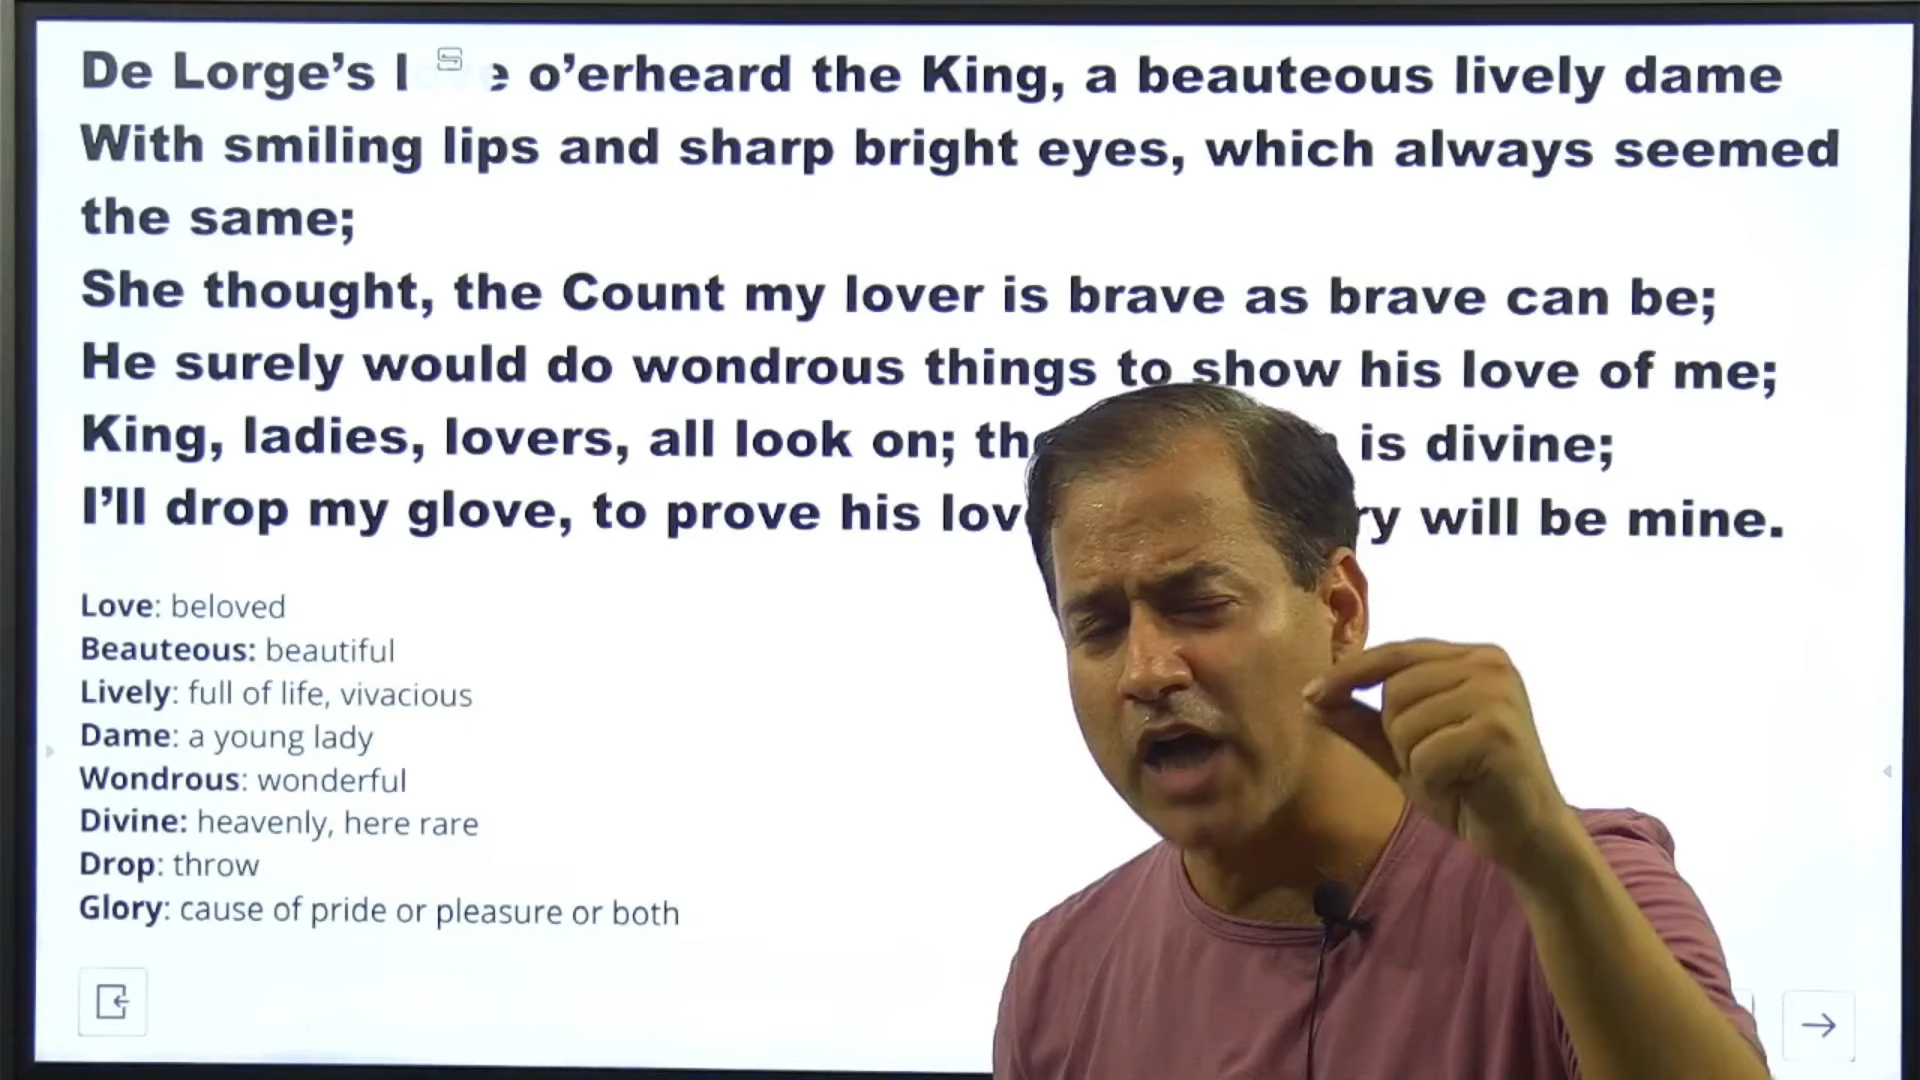 De Lorge’s l e o’erheard the King, a beauteous lively dame
With smiling lips and sharp bright eyes, which always seemed
the same;
She thought, the Count my lover is brave as brave can be;
He surely would do wondrous things to show his love of me;
King, ladies, lovers, all look on; is divine;
I’ll drop my glove, to prove his will be mine.
Love: beloved
Beauteous: beautiful
Lively: full of life, vivacious
Dame: a young lady
Wondrous: wonderful
Divine: heavenly, here rare
Drop: throw
Glory: cause of pride or pleasure or both